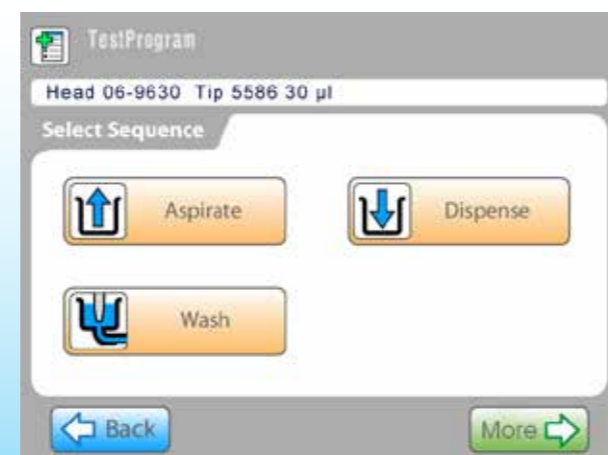 TestProgram
Head 06-9630 Tip 5586 30 µl
Select Sequence
Aspirate
Dispense
Wash
Back
More